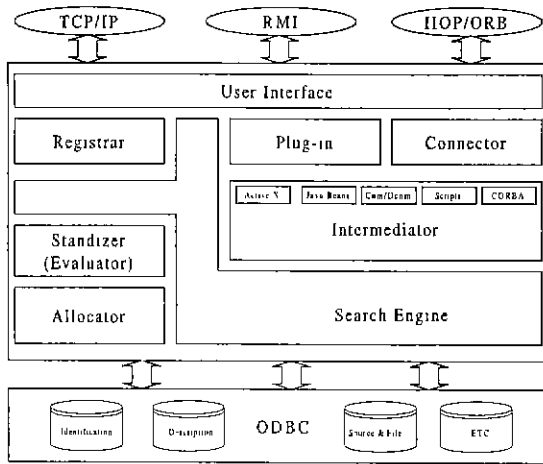 TCP/IP RMI IIOP/ORB
User Interface
Registrar Plug-in Connector
Active X Java Beans Com/Dcom Scripts CORBA
Intermediator
Standizer
(Evaluator)
Allocator Search Engine
Identification Description ODBC Source & File ETC